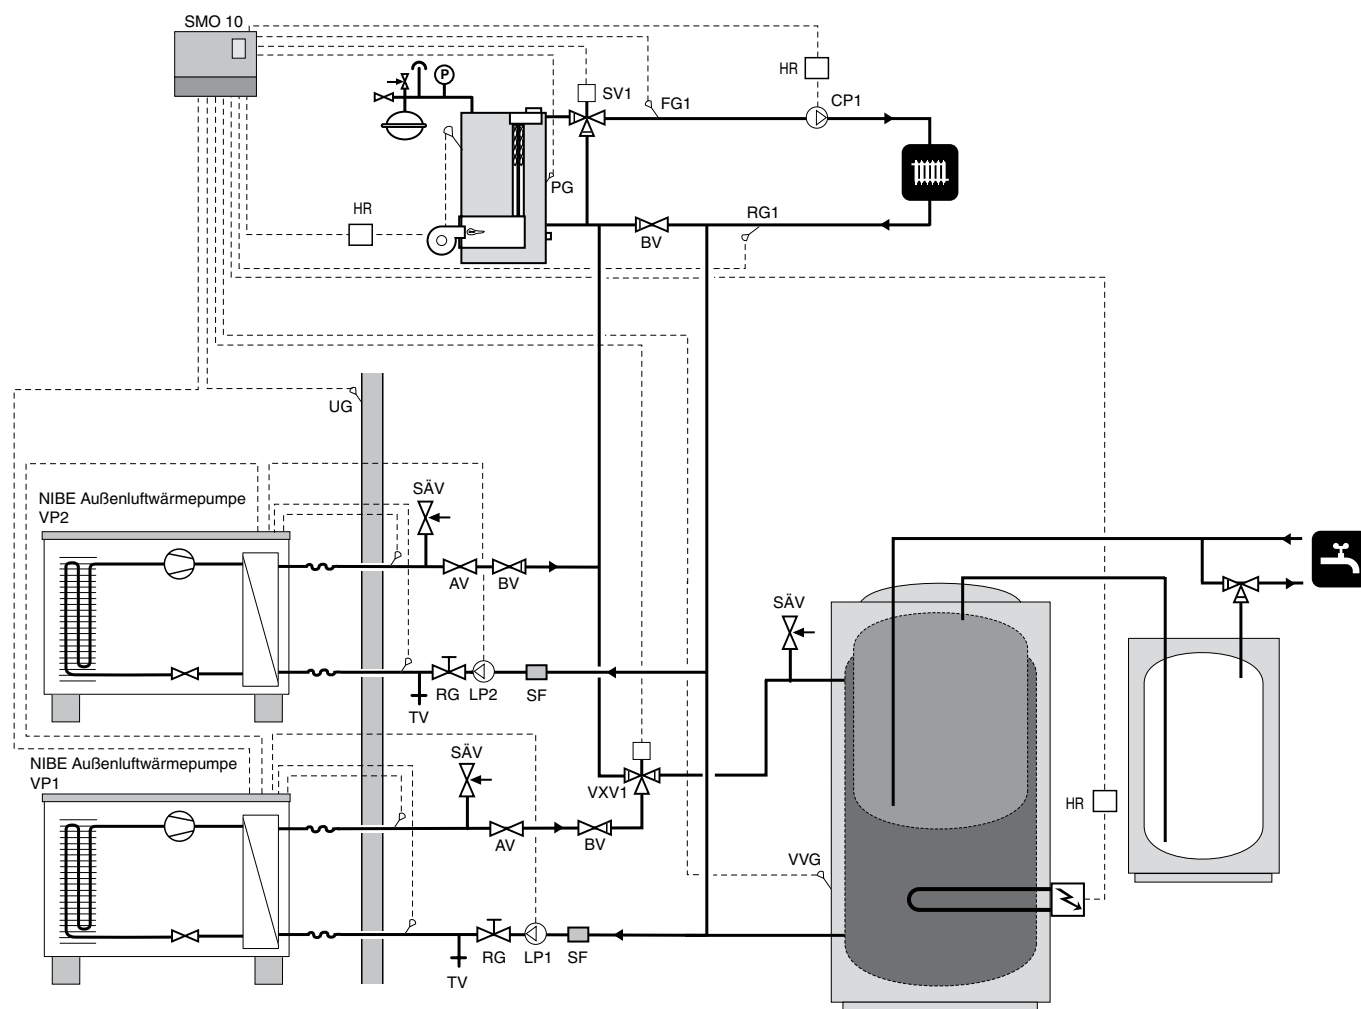 SMO 10
P
HR
SV1
FG1
CP1
PG
HR
RG1
BV
UG
NIBE Außenluftwärmepumpe
VP2
SÄV
AV
BV
RG
LP2
SF
TV
SÄV
NIBE Außenluftwärmepumpe
VP1
SÄV
VXV1
HR
AV
BV
VVG
RG
LP1
SF
TV